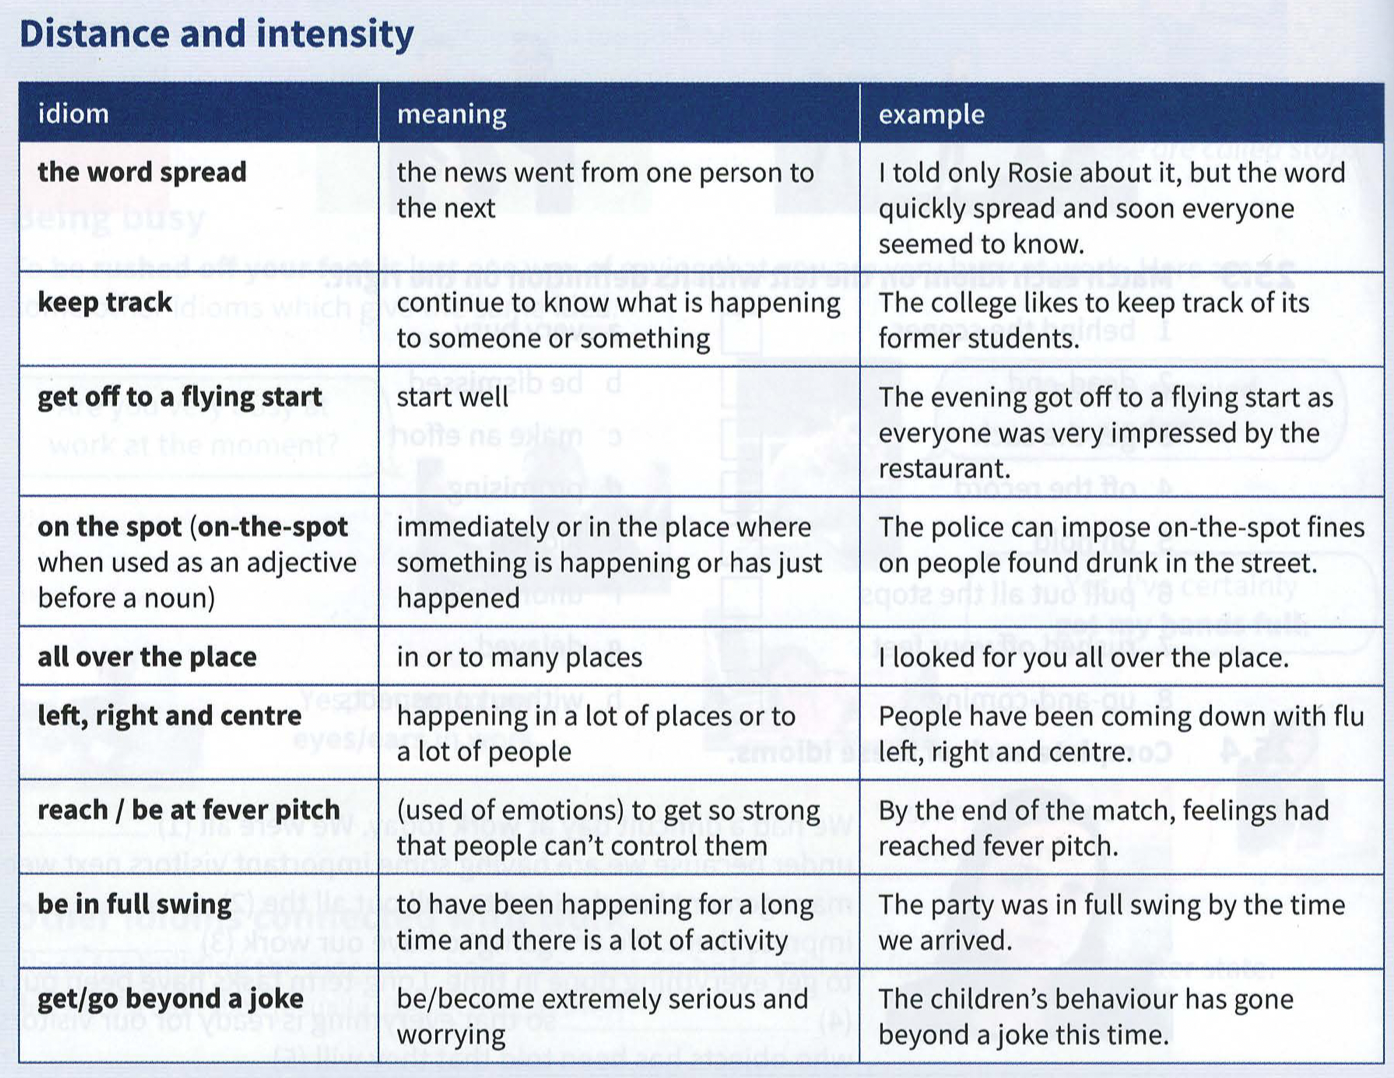 Distance and intensity
idiom
meaning
example
the word spread
the news went from one person to
the next
I told only Rosie about it, but the word
quickly spread and soon everyone
seemed to know.
keep track
continue to know what is happening
to someone or something
The college likes to keep track of its
former students.
get off to a flying start
start well
The evening got off to a flying start as
everyone was very impressed by the
restaurant.
on the spot (on-the-spot
when used as an adjective
before a noun)
immediately or in the place where
something is happening or has just
happened
The police can impose on-the-spot fines
on people found drunk in the street.
all over the place
in or to many places
I looked for you all over the place.
left, right and centre
happening in a lot of places or to
a lot of people
People have been coming down with flu
left, right and centre.
reach / be at fever pitch
(used of emotions) to get so strong
that people can't control them
By the end of the match, feelings had
reached fever pitch.
be in full swing
to have been happening for a long
time and there is a lot of activity
The party was in full swing by the time
we arrived.
get/go beyond a joke
be/become extremely serious and
worrying
The children's behaviour has gone
beyond a joke this time.